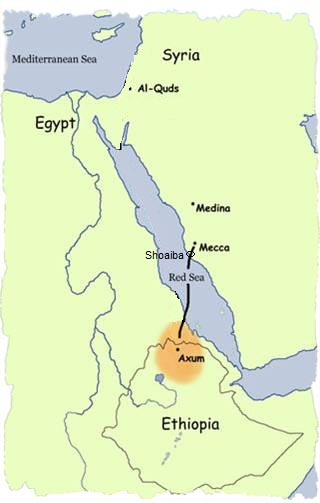 Syria
Mediterranean Sea
Al-Quds
Egypt
Medina
Mecca
Shoaiba ®
Red Sea
Axum
Ethiopia